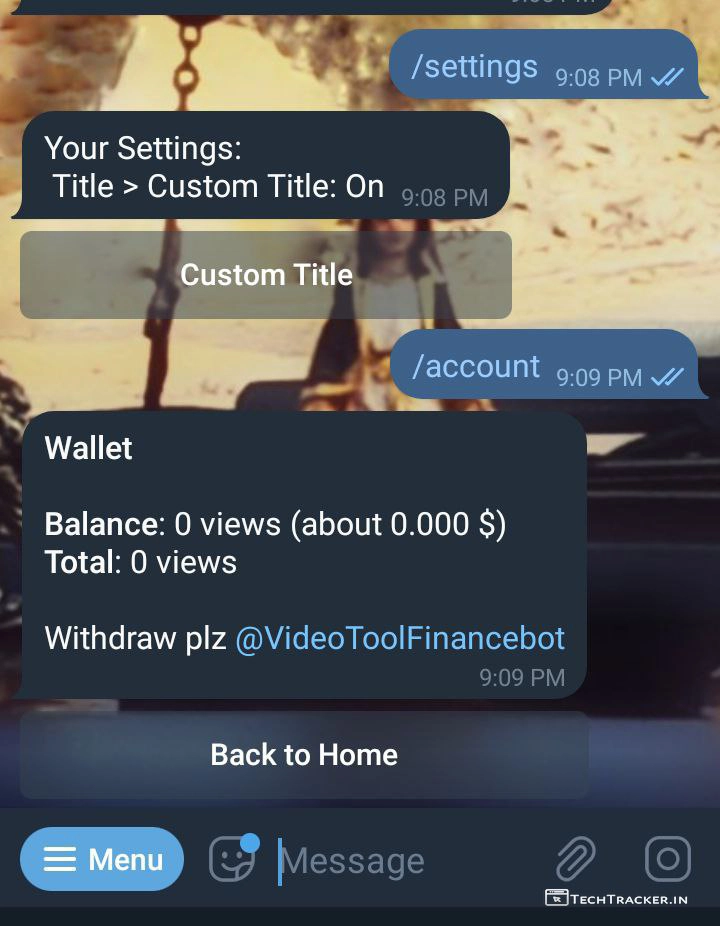 /settings 9:08 PM
Your Settings:
Title > Custom Title: On 9:08 PM
Custom Title
/account 9:09 PM
Wallet
Balance: 0 views (about 0.000 $)
Total: 0 views
Withdraw plz @VideoToolFinancebot
9:09 PM
Back to Home
Menu Message
TECHTRACKER.IN